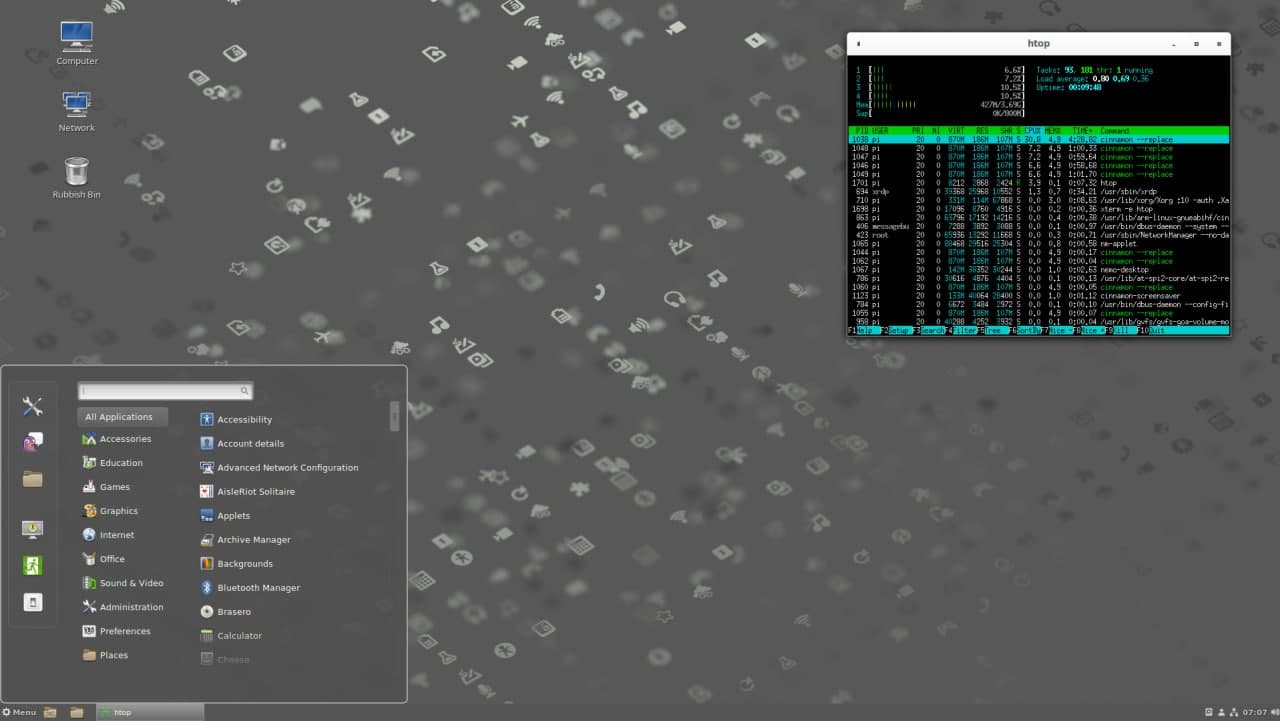 Computer
Network
Rubbish Bin
htop
1 [||| 6.6%] Tasks: 93, 181 thr; 1 running
2 [||| 7.2%] Load average: 0.80 0.69 0.36
3 [||||| 10.5%] Uptime: 00:09:48
4 [|||| 10.5%]
Mem[||||||||||| 427M/3.69G]
Swp[ 0K/800M]
PID USER PRI NI VIRT RES SHR S CPU% MEM% TIME+ Command
1038 pi 20 0 870M 186M 107M S 30.8 4.9 4:28.82 cinnamon --replace
1048 pi 20 0 870M 186M 107M S 7.2 4.9 1:00.33 cinnamon --replace
1047 pi 20 0 870M 186M 107M S 7.2 4.9 0:59.64 cinnamon --replace
1046 pi 20 0 870M 186M 107M S 6.6 4.9 0:58.68 cinnamon --replace
1049 pi 20 0 870M 186M 107M S 6.6 4.9 1:01.70 cinnamon --replace
1701 pi 20 0 8212 2868 2424 R 3.9 0.1 0:07.32 htop
694 xrdp 20 0 39368 25968 10552 S 1.3 0.7 0:34.21 /usr/sbin/xrdp
710 pi 20 0 331M 114M 67868 S 0.0 3.0 0:08.63 /usr/lib/xorg/Xorg :10 -auth .Xa
1698 pi 20 0 17096 8760 4916 S 0.0 0.2 0:00.36 xterm -e htop
863 pi 20 0 63796 17192 14216 S 0.0 0.4 0:00.38 /usr/lib/arm-linux-gnueabihf/cin
406 messagebu 20 0 7288 3892 3088 S 0.0 0.1 0:00.97 /usr/bin/dbus-daemon --system --
423 root 20 0 65936 13292 11668 S 0.0 0.3 0:00.71 /usr/sbin/NetworkManager --no-da
1065 pi 20 0 88468 29516 25304 S 0.0 0.8 0:00.58 nm-applet
1044 pi 20 0 870M 186M 107M S 0.0 4.9 0:00.17 cinnamon --replace
1062 pi 20 0 870M 186M 107M S 0.0 4.9 0:00.04 cinnamon --replace
1067 pi 20 0 142M 38352 30244 S 0.0 1.0 0:02.63 nemo-desktop
786 pi 20 0 30616 4876 4404 S 0.0 0.1 0:00.13 /usr/lib/at-spi2-core/at-spi2-re
1060 pi 20 0 870M 186M 107M S 0.0 4.9 0:00.05 cinnamon --replace
1123 pi 20 0 133M 40064 28400 S 0.0 1.0 0:01.12 cinnamon-screensaver
784 pi 20 0 6672 3484 2972 S 0.0 0.1 0:00.10 /usr/bin/dbus-daemon --config-fi
1055 pi 20 0 870M 186M 107M S 0.0 4.9 0:00.07 cinnamon --replace
958 pi 20 0 40288 4252 3932 S 0.0 0.1 0:00.04 /usr/lib/gvfs/gvfs-goa-volume-mo
F1Help F2Setup F3Search F4Filter F5Tree F6SortBy F7Nice - F8Nice + F9Kill F10Quit
All Applications
Accessories
Education
Games
Graphics
Internet
Office
Sound & Video
Administration
Preferences
Places
Accessibility
Account details
Advanced Network Configuration
AisleRiot Solitaire
Applets
Archive Manager
Backgrounds
Bluetooth Manager
Brasero
Calculator
Cheese
Menu
htop
07:07